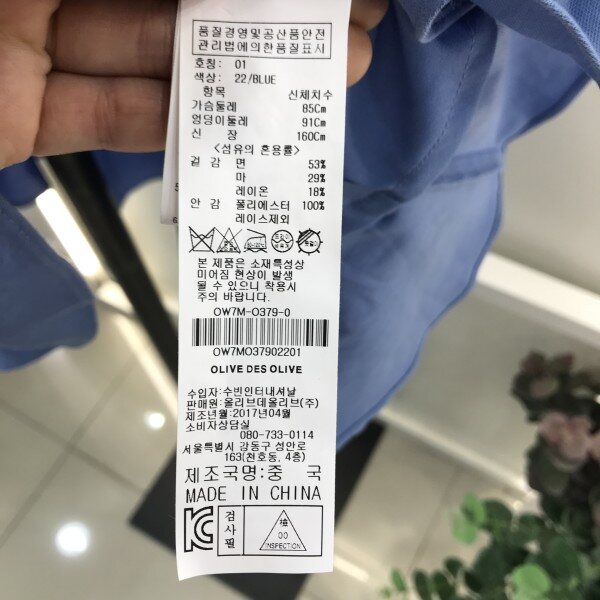 품질경영및공산품안전
관리법에의한품질표시
호칭: 01
색상: 22/BLUE
항목 신체치수
가슴둘레 85Cm
엉덩이둘레 91Cm
신 장 160Cm
<섬유의 혼용률>
겉 감 면 53%
마 29%
레이온 18%
안 감 폴리에스터 100%
레이스제외
본 제품은 소재특성상
미어짐 현상이 발생
될 수 있으니 착용시
주의 바랍니다.
OW7M-O379-0
OW7MO37902201
OLIVE DES OLIVE
수입자:수빈인터내셔날
판매원:올리브데올리브(주)
제조년월:2017년04월
소비자상담실
080-733-0114
서울특별시 강동구 성안로
163(천호동, 4층)
제조국명:중 국
MADE IN CHINA
검사필
檢
00
INSPECTION